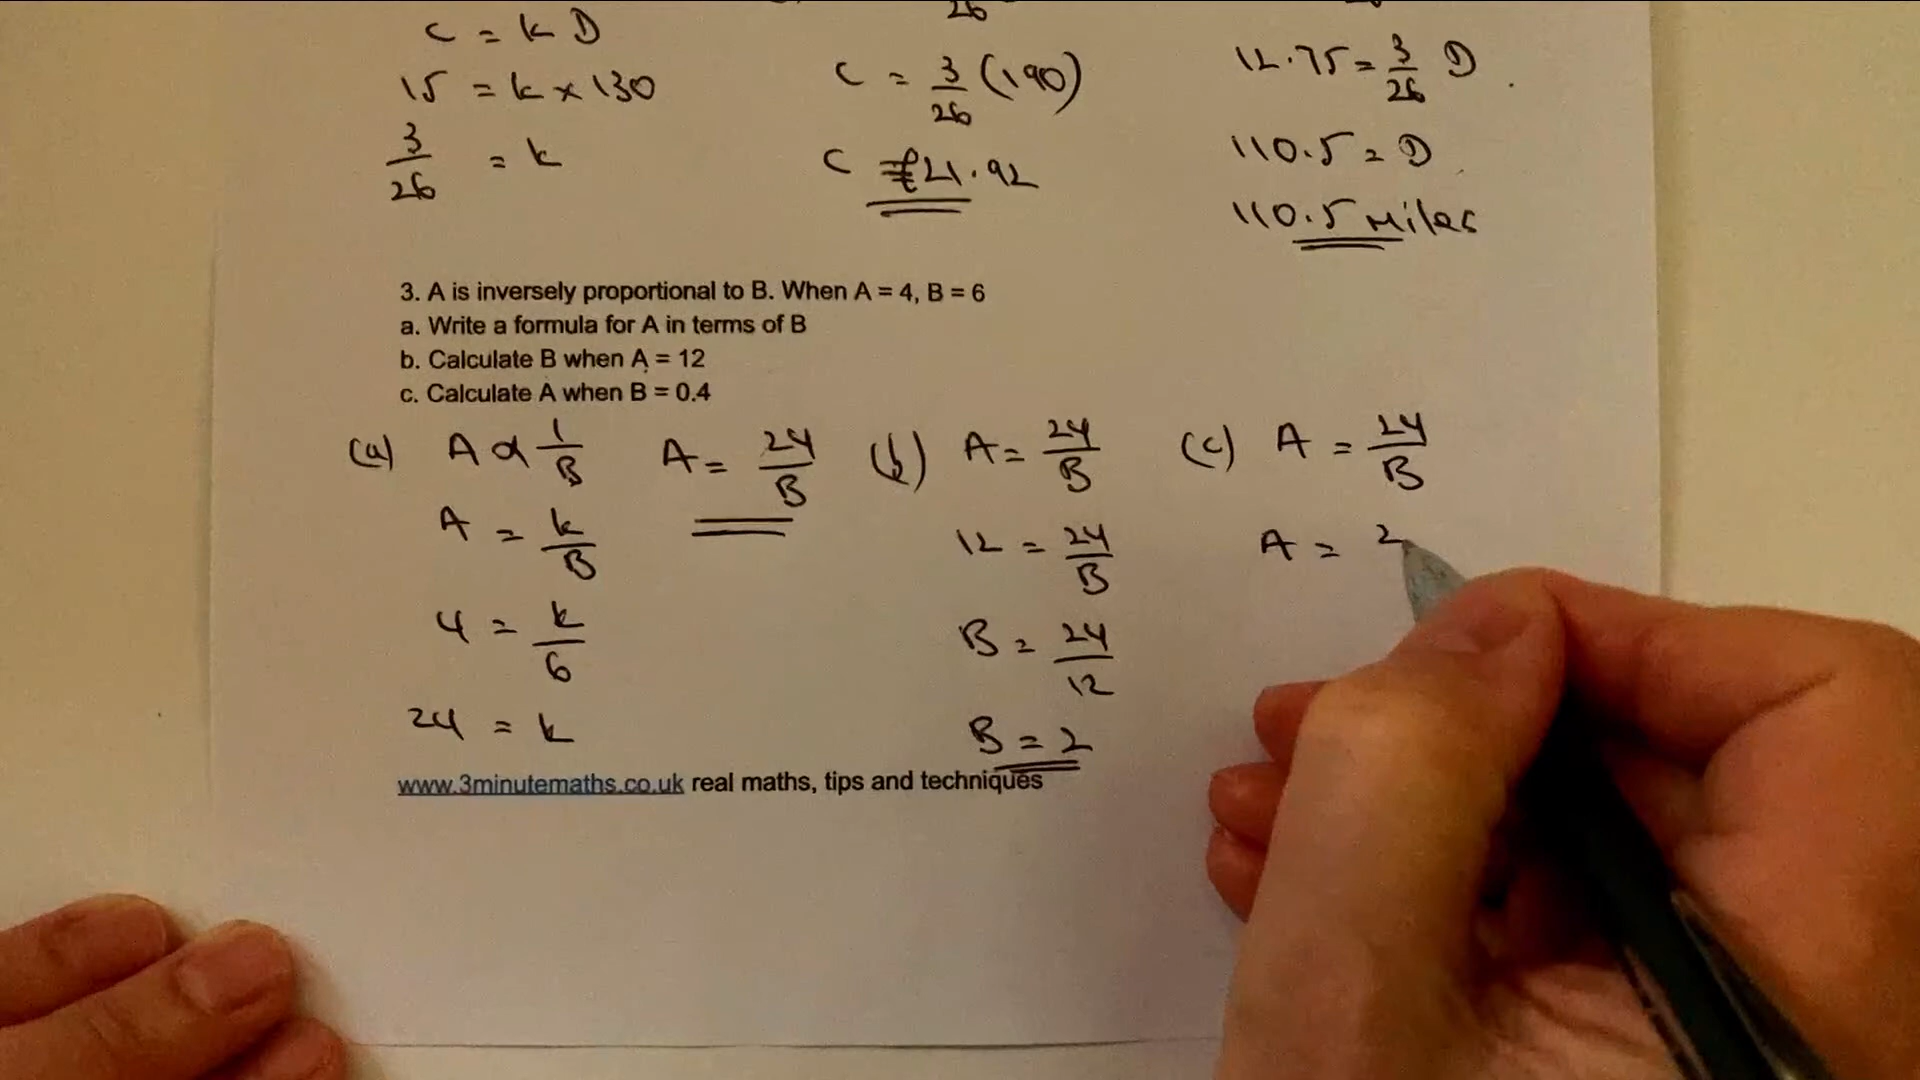 C = k D
15 = k × 130
3/26 = k
26
C = 3/26 (190)
C = £21.92
12.75 = 3/26 D
110.5 = D
110.5 Miles
3. A is inversely proportional to B. When A = 4, B = 6
a. Write a formula for A in terms of B
b. Calculate B when A = 12
c. Calculate A when B = 0.4
(a) A ∝ 1/B
A = k/B
4 = k/6
24 = k
A = 24/B
(b) A = 24/B
12 = 24/B
B = 24/12
B = 2
(c) A = 24/B
A = 2
www.3minutemaths.co.uk real maths, tips and techniques